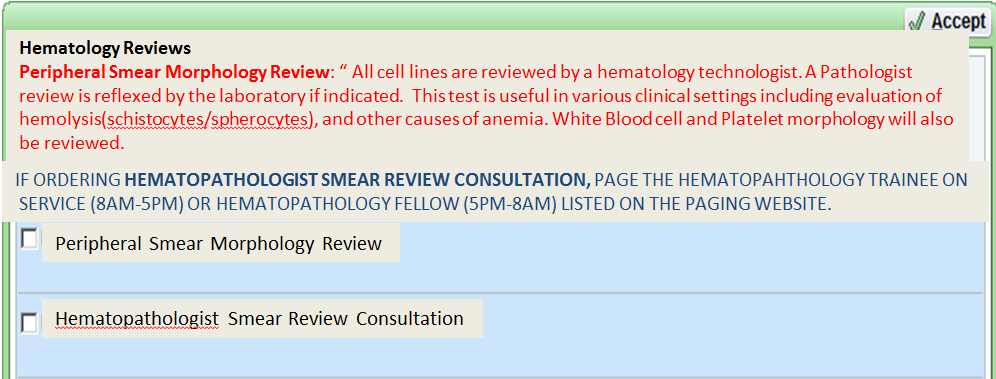 Accept
Hematology Reviews
Peripheral Smear Morphology Review: “ All cell lines are reviewed by a hematology technologist. A Pathologist
review is reflexed by the laboratory if indicated. This test is useful in various clinical settings including evaluation of
hemolysis(schistocytes/spherocytes), and other causes of anemia. White Blood cell and Platelet morphology will also
be reviewed.
IF ORDERING HEMATOPATHOLOGIST SMEAR REVIEW CONSULTATION, PAGE THE HEMATOPAHTHOLOGY TRAINEE ON
SERVICE (8AM-5PM) OR HEMATOPATHOLOGY FELLOW (5PM-8AM) LISTED ON THE PAGING WEBSITE.
Peripheral Smear Morphology Review
Hematopathologist Smear Review Consultation